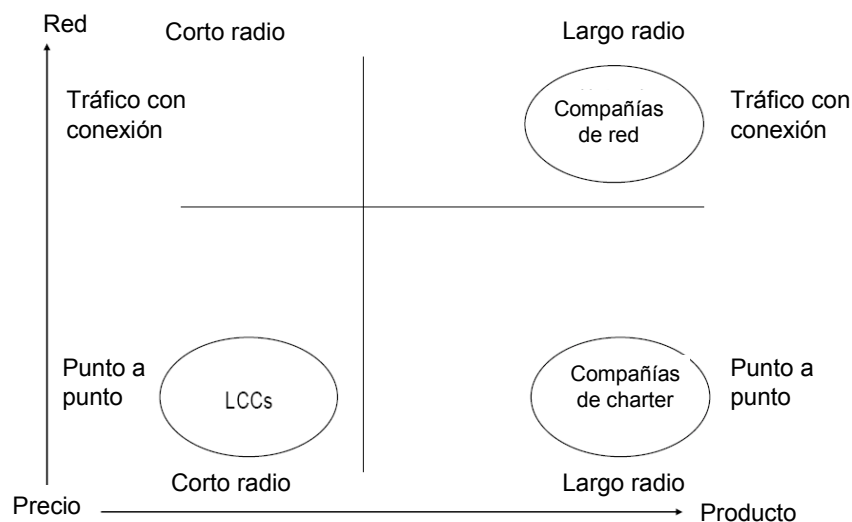 Red
Corto radio
Largo radio
Tráfico con
conexión
Compañías
de red
Tráfico con
conexión
Punto a
punto
LCCs
Compañías
de charter
Punto a
punto
Corto radio
Largo radio
Precio
Producto